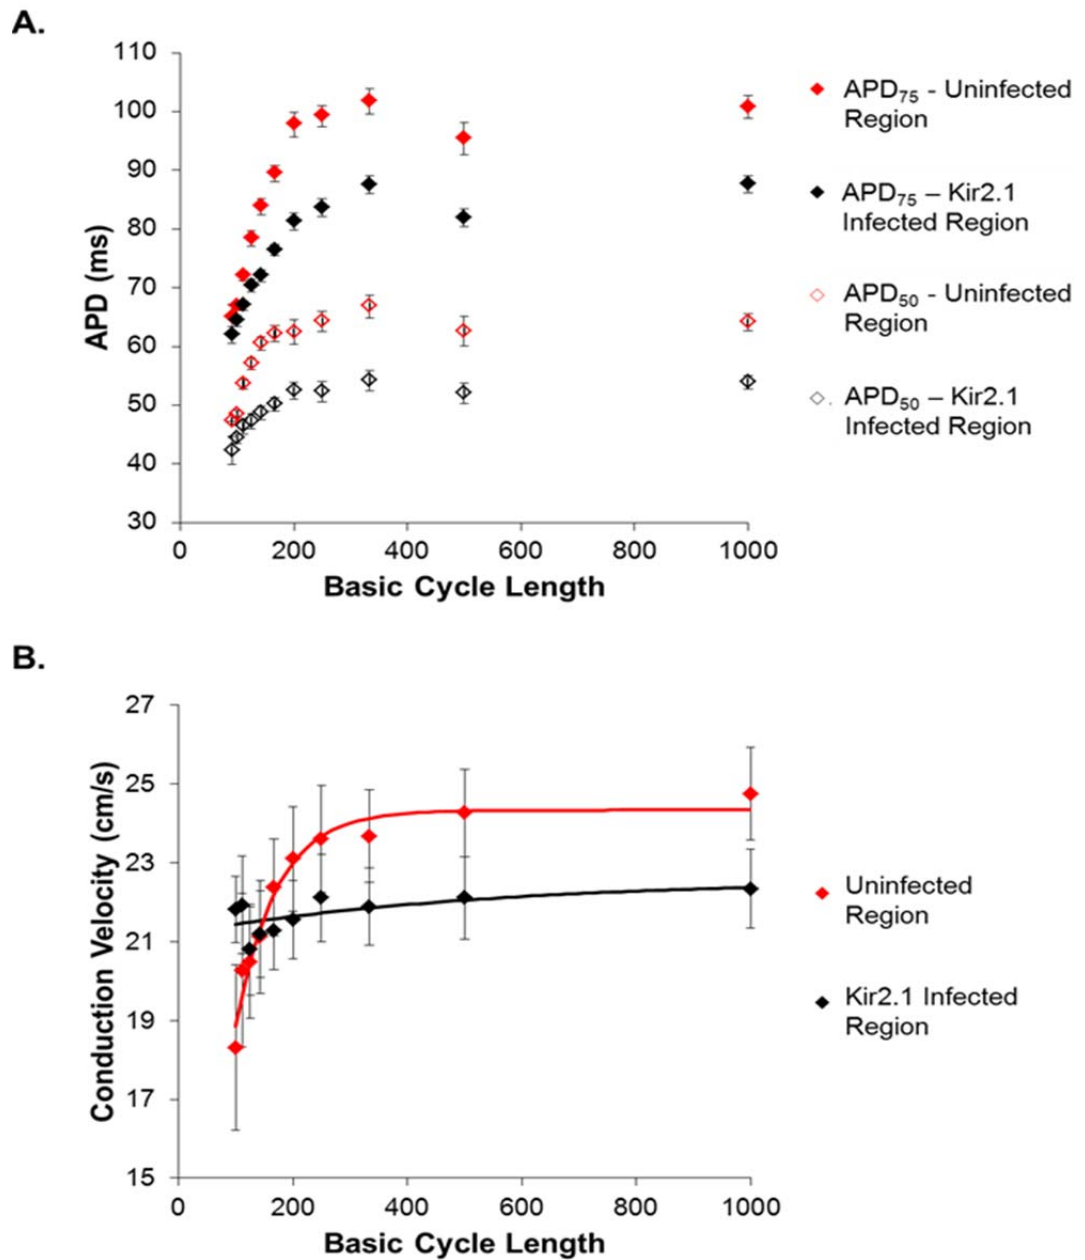 A.
110
100
90
80
70
60
50
40
30
APD (ms)
0 200 400 600 800 1000
Basic Cycle Length
APD75 - Uninfected
Region
APD75 – Kir2.1
Infected Region
APD50 - Uninfected
Region
APD50 – Kir2.1
Infected Region
B.
27
25
23
21
19
17
15
Conduction Velocity (cm/s)
0 200 400 600 800 1000
Basic Cycle Length
Uninfected
Region
Kir2.1 Infected
Region